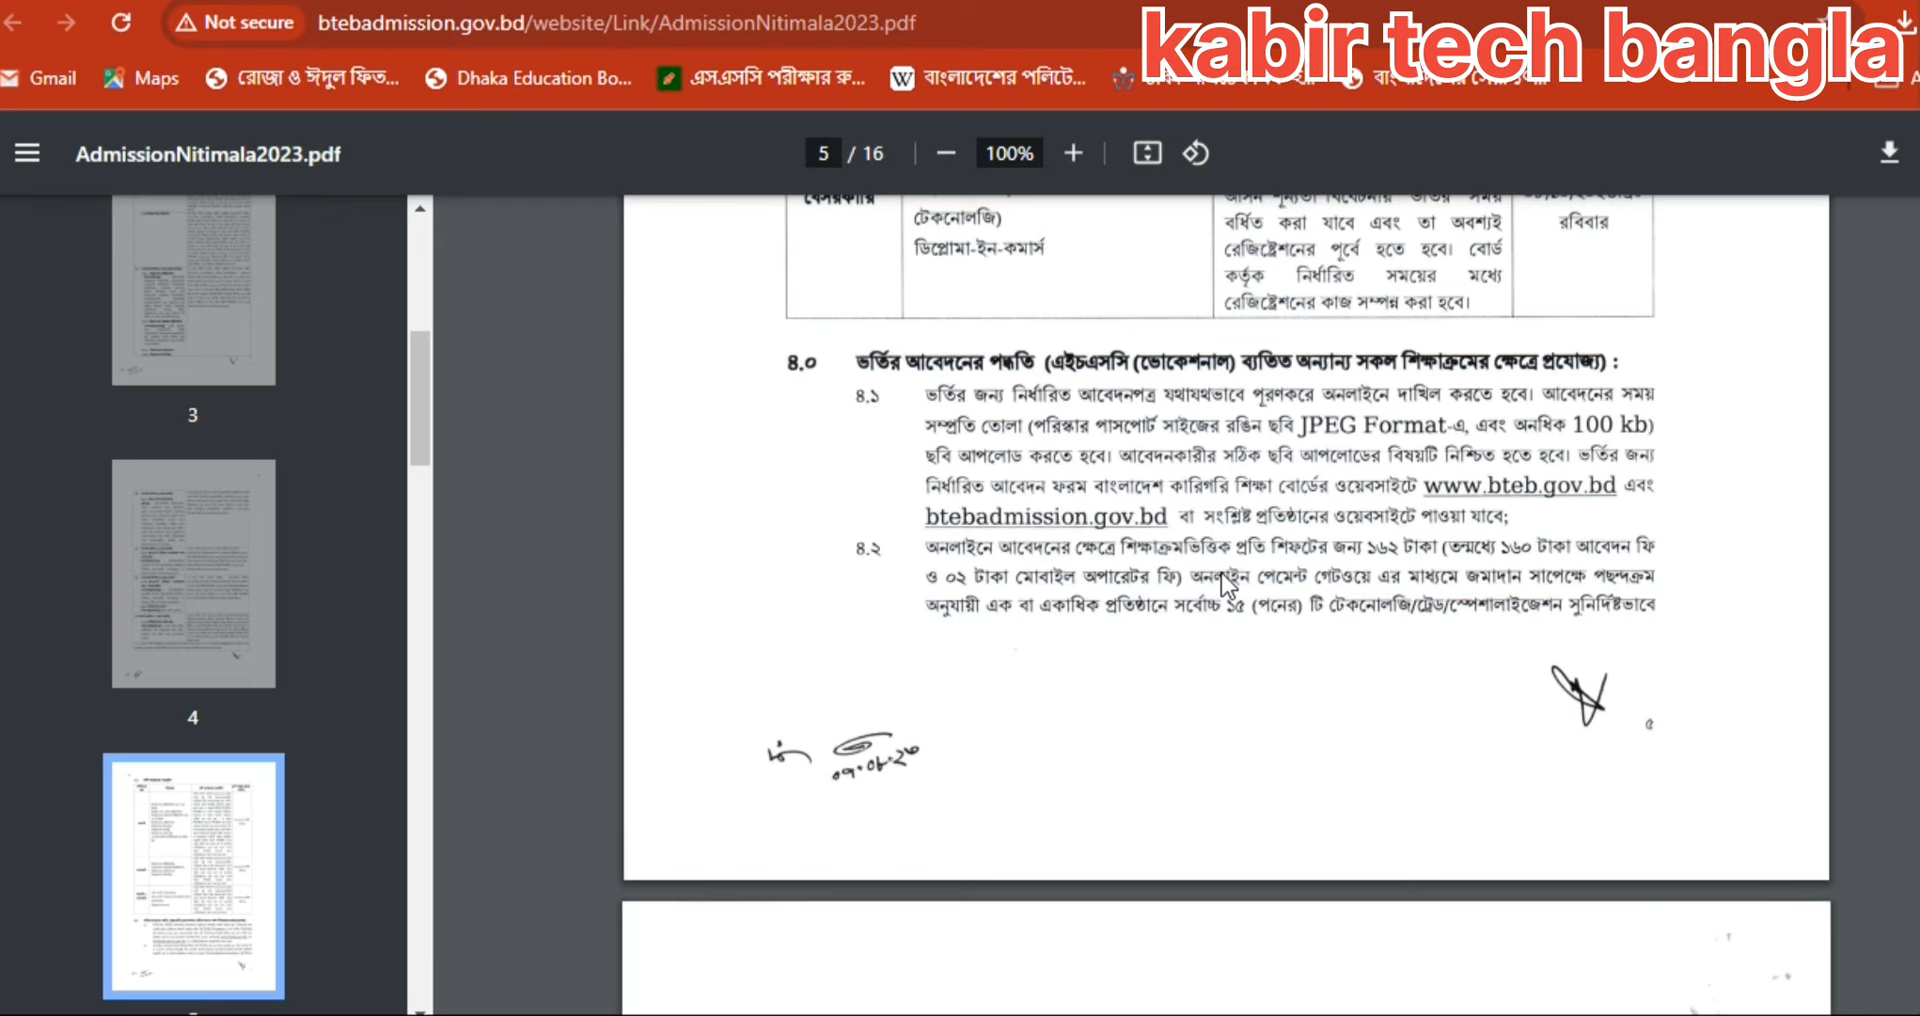 Not secure btebadmission.gov.bd/website/Link/AdmissionNitimala2023.pdf
kabir tech bangla
Gmail Maps রোজা ও ঈদুল ফিত... Dhaka Education Bo... এসএসসি পরীক্ষার রু... বাংলাদেশের পলিটে...
AdmissionNitimala2023.pdf 5 / 16 100%
বেসরকারি
টেকনোলজি)
ডিপ্লোমা-ইন-কমার্স
আসন শূন্যতা বিবেচনায় ভর্তির সময়
বর্ধিত করা যাবে এবং তা অবশ্যই
রেজিষ্ট্রেশনের পূর্বে হতে হবে। বোর্ড
কর্তৃক নির্ধারিত সময়ের মধ্যে
রেজিষ্ট্রেশনের কাজ সম্পন্ন করা হবে।
রবিবার
৪.০ ভর্তির আবেদনের পদ্ধতি (এইচএসসি (ভোকেশনাল) ব্যতিত অন্যান্য সকল শিক্ষাক্রমের ক্ষেত্রে প্রযোজ্য) :
৪.১ ভর্তির জন্য নির্ধারিত আবেদনপত্র যথাযথভাবে পূরণকরে অনলাইনে দাখিল করতে হবে। আবেদনের সময়
সম্প্রতি তোলা (পরিস্কার পাসপোর্ট সাইজের রঙিন ছবি JPEG Format-এ, এবং অনধিক 100 kb)
ছবি আপলোড করতে হবে। আবেদনকারীর সঠিক ছবি আপলোডের বিষয়টি নিশ্চিত হতে হবে। ভর্তির জন্য
নির্ধারিত আবেদন ফরম বাংলাদেশ কারিগরি শিক্ষা বোর্ডের ওয়েবসাইটে www.bteb.gov.bd এবং
btebadmission.gov.bd বা সংশ্লিষ্ট প্রতিষ্ঠানের ওয়েবসাইটে পাওয়া যাবে;
৪.২ অনলাইনে আবেদনের ক্ষেত্রে শিক্ষাক্রমভিত্তিক প্রতি শিফটের জন্য ১৬২ টাকা (তন্মধ্যে ১৬০ টাকা আবেদন ফি
ও ০২ টাকা মোবাইল অপারেটর ফি) অনলাইন পেমেন্ট গেটওয়ে এর মাধ্যমে জমাদান সাপেক্ষে পছন্দক্রম
অনুযায়ী এক বা একাধিক প্রতিষ্ঠানে সর্বোচ্চ ১৫ (পনের) টি টেকনোলজি/ট্রেড/স্পেশালাইজেশন সুনির্দিষ্টভাবে
৫
3
4